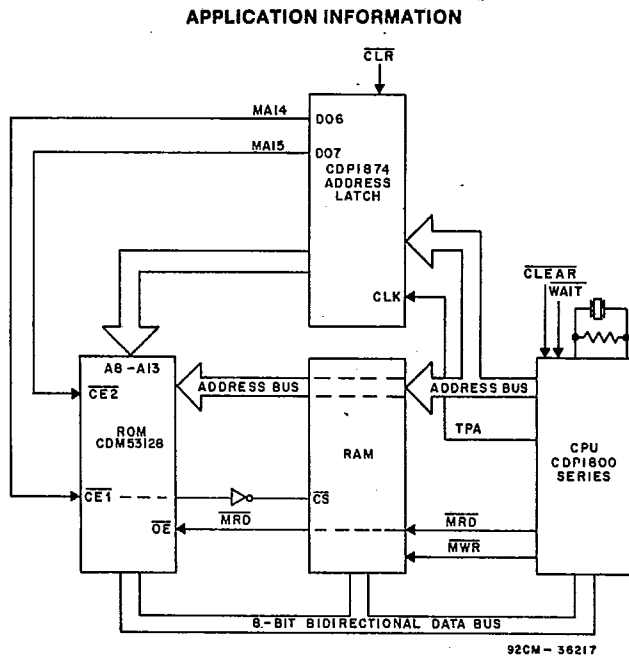 APPLICATION INFORMATION
CLR
MA14
DO6
MA15
DO7
CDP1874
ADDRESS
LATCH
CLK
CLEAR
WAIT
A8-A13
CE2
ADDRESS BUS
ADDRESS BUS
ROM
CDM53128
RAM
TPA
CPU
CDP1800
SERIES
CE1
CS
OE
MRD
MRD
MWR
8-BIT BIDIRECTIONAL DATA BUS
92CM-36217